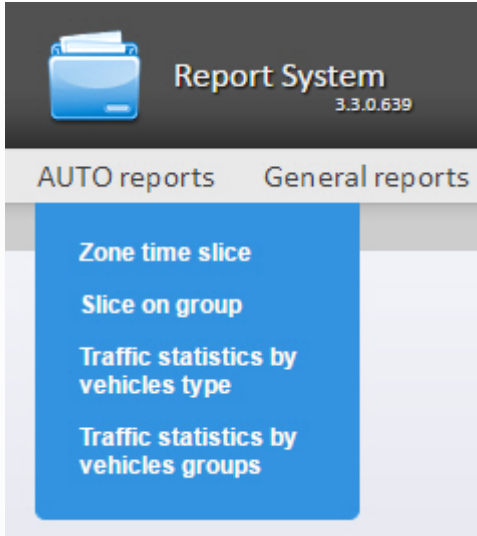 Report System
3.3.0.639
AUTO reports General reports
Zone time slice
Slice on group
Traffic statistics by
vehicles type
Traffic statistics by
vehicles groups